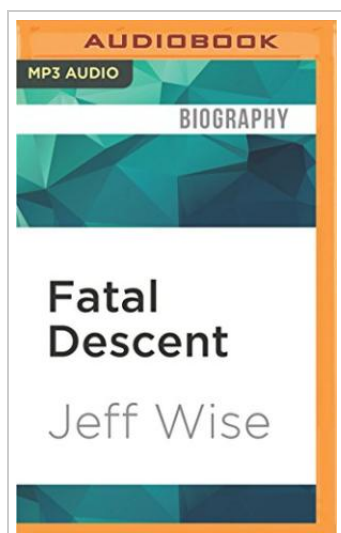 AUDIOBOOK
MP3 AUDIO
BIOGRAPHY
Fatal
Descent
Jeff Wise